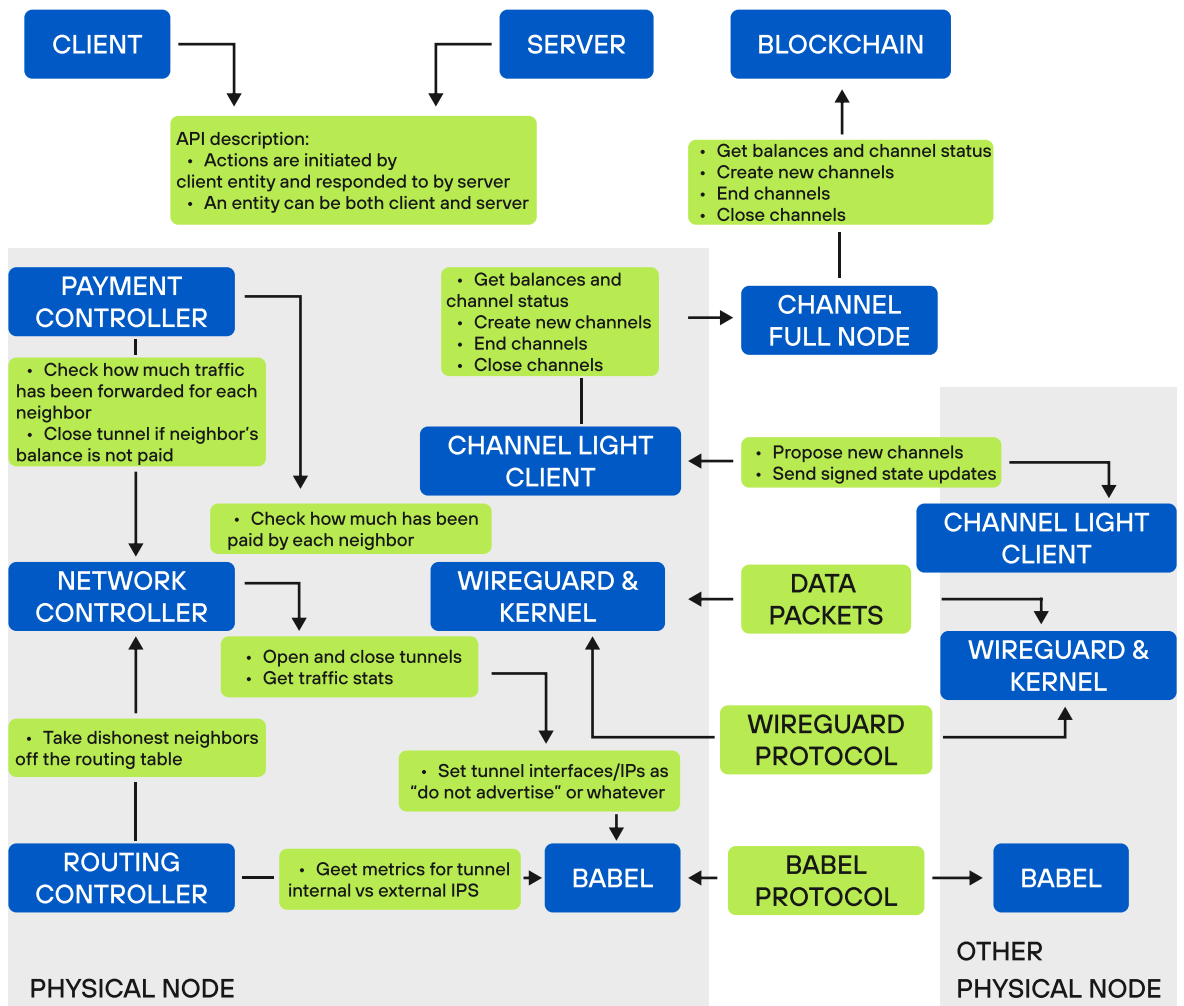 CLIENT
SERVER
BLOCKCHAIN
API description:
• Actions are initiated by
client entity and responded to by server
• An entity can be both client and server
• Get balances and channel status
• Create new channels
• End channels
• Close channels
PAYMENT
CONTROLLER
• Get balances and
channel status
• Create new channels
• End channels
• Close channels
CHANNEL
FULL NODE
• Check how much traffic
has been forwarded for each
neighbor
• Close tunnel if neighbor’s
balance is not paid
CHANNEL LIGHT
CLIENT
• Propose new channels
• Send signed state updates
• Check how much has been
paid by each neighbor
CHANNEL LIGHT
CLIENT
NETWORK
CONTROLLER
WIREGUARD &
KERNEL
DATA
PACKETS
• Open and close tunnels
• Get traffic stats
WIREGUARD &
KERNEL
• Take dishonest neighbors
off the routing table
WIREGUARD
PROTOCOL
• Set tunnel interfaces/IPs as
“do not advertise” or whatever
ROUTING
CONTROLLER
• Geet metrics for tunnel
internal vs external IPS
BABEL
BABEL
PROTOCOL
BABEL
PHYSICAL NODE
OTHER
PHYSICAL NODE